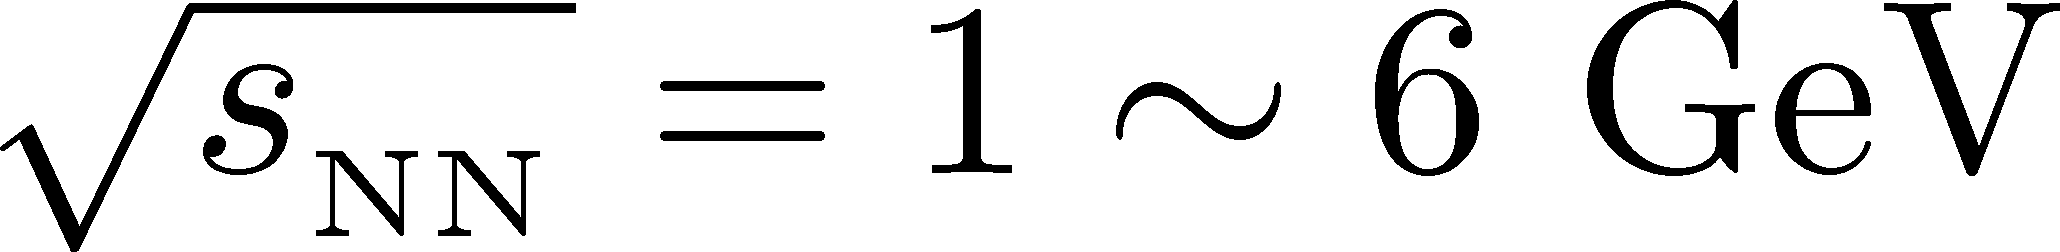 √s_NN = 1 ∼ 6 GeV